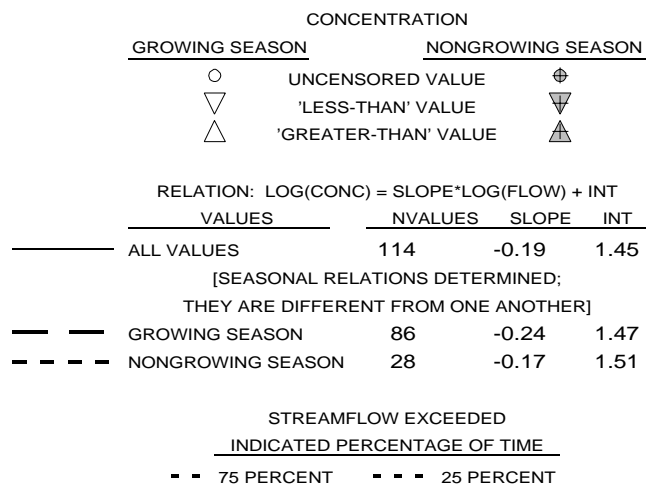 CONCENTRATION
GROWING SEASON NONGROWING SEASON
UNCENSORED VALUE
'LESS-THAN' VALUE
'GREATER-THAN' VALUE
RELATION: LOG(CONC) = SLOPE*LOG(FLOW) + INT
VALUES NVALUES SLOPE INT
ALL VALUES 114 -0.19 1.45
[SEASONAL RELATIONS DETERMINED;
THEY ARE DIFFERENT FROM ONE ANOTHER]
GROWING SEASON 86 -0.24 1.47
NONGROWING SEASON 28 -0.17 1.51
STREAMFLOW EXCEEDED
INDICATED PERCENTAGE OF TIME
75 PERCENT 25 PERCENT